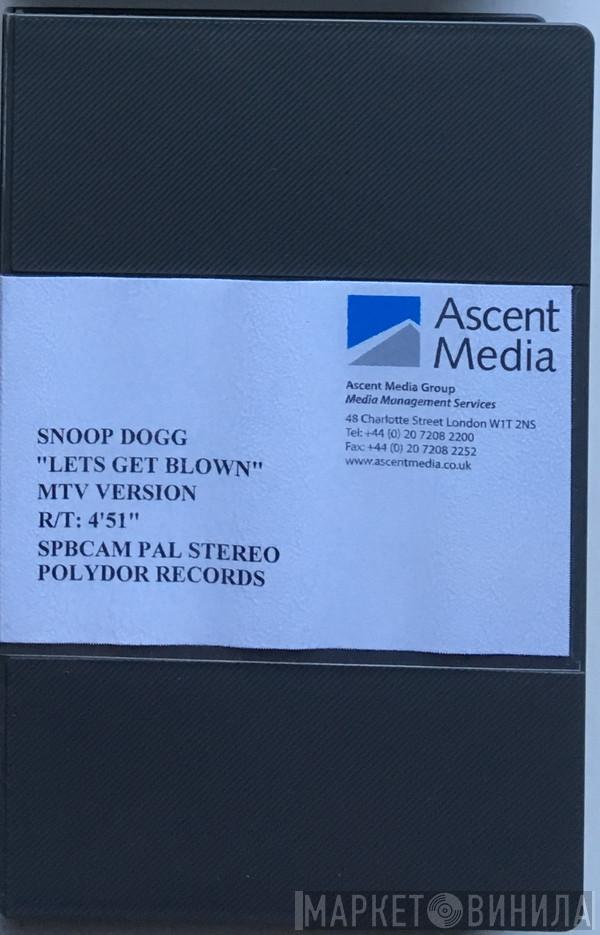 Ascent
Media
Ascent Media Group
Media Management Services
48 Charlotte Street London W1T 2NS
Tel: +44 (0) 20 7208 2200
Fax: +44 (0) 20 7208 2252
www.ascentmedia.co.uk
SNOOP DOGG
"LETS GET BLOWN"
MTV VERSION
R/T: 4'51"
SPBCAM PAL STEREO
POLYDOR RECORDS
МАРКЕТ ВИНИЛА